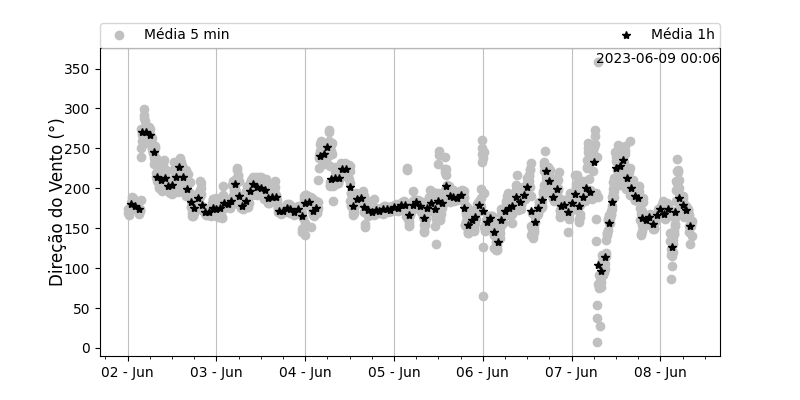 Média 5 min
Média 1h
2023-06-09 00:06
Direção do Vento (°)
350
300
250
200
150
100
50
0
02 - Jun
03 - Jun
04 - Jun
05 - Jun
06 - Jun
07 - Jun
08 - Jun